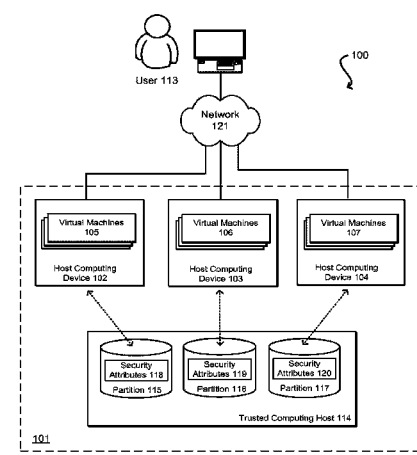 100
User 113
Network
121
Virtual Machines
105
Virtual Machines
106
Virtual Machines
107
Host Computing
Device 102
Host Computing
Device 103
Host Computing
Device 104
Security
Attributes 118
Security
Attributes 119
Security
Attributes 120
Partition 115
Partition 116
Partition 117
Trusted Computing Host 114
101